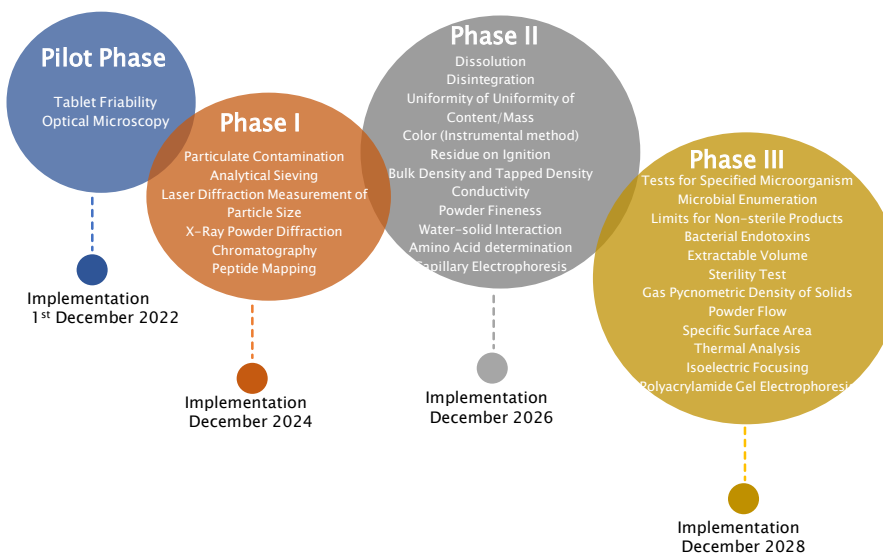 Pilot Phase
Tablet Friability
Optical Microscopy
Implementation
1st December 2022
Phase I
Particulate Contamination
Analytical Sieving
Laser Diffraction Measurement of
Particle Size
X-Ray Powder Diffraction
Chromatography
Peptide Mapping
Implementation
December 2024
Phase II
Dissolution
Disintegration
Uniformity of Uniformity of
Content/Mass
Color (Instrumental method)
Residue on Ignition
Bulk Density and Tapped Density
Conductivity
Powder Fineness
Water-solid Interaction
Amino Acid determination
Capillary Electrophoresis
Implementation
December 2026
Phase III
Tests for Specified Microorganism
Microbial Enumeration
Limits for Non-sterile Products
Bacterial Endotoxins
Extractable Volume
Sterility Test
Gas Pycnometric Density of Solids
Powder Flow
Specific Surface Area
Thermal Analysis
Isoelectric Focusing
Polyacrylamide Gel Electrophoresis
Implementation
December 2028